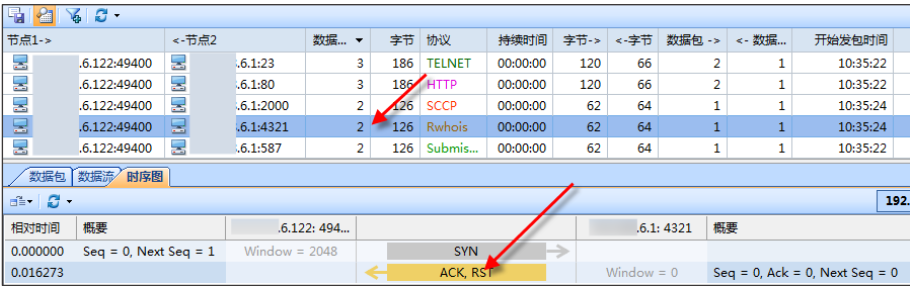 节点1-> <-节点2 数据... 字节 协议 持续时间 字节-> <-字节 数据包 -> <- 数据... 开始发包时间
.6.122:49400 .6.1:23 3 186 TELNET 00:00:00 120 66 2 1 10:35:22
.6.122:49400 .6.1:80 3 186 HTTP 00:00:00 120 66 2 1 10:35:22
.6.122:49400 .6.1:2000 2 126 SCCP 00:00:00 62 64 1 1 10:35:24
.6.122:49400 .6.1:4321 2 126 Rwhois 00:00:00 62 64 1 1 10:35:24
.6.122:49400 .6.1:587 2 126 Submis... 00:00:00 62 64 1 1 10:35:22
数据包 数据流 时序图
192.
相对时间 概要 .6.122: 494... .6.1: 4321 概要
0.000000 Seq = 0, Next Seq = 1 Window = 2048 SYN
0.016273 ACK, RST Window = 0 Seq = 0, Ack = 0, Next Seq = 0